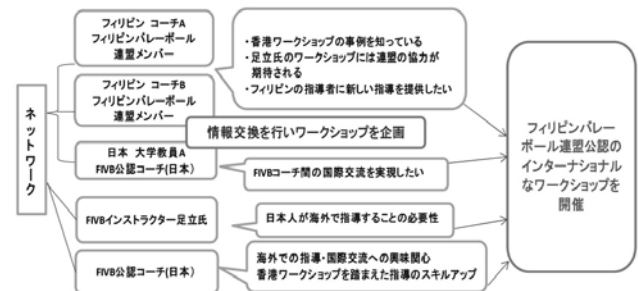 ネットワーク
フィリピン コーチA
フィリピンバレーボール
連盟メンバー
・香港ワークショップの事例を知っている
・足立氏のワークショップには連盟の協力が
期待される
・フィリピンの指導者に新しい指導を提供したい
フィリピン コーチB
フィリピンバレーボール
連盟メンバー
情報交換を行いワークショップを企画
日本 大学教員A
FIVB公認コーチ(日本)
FIVBコーチ間の国際交流を実現したい
FIVBインストラクター足立氏
日本人が海外で指導することの必要性
FIVB公認コーチ(日本)
海外での指導・国際交流への興味関心
香港ワークショップを踏まえた指導のスキルアップ
フィリピンバレー
ボール連盟公認の
インターナショナル
なワークショップを
開催